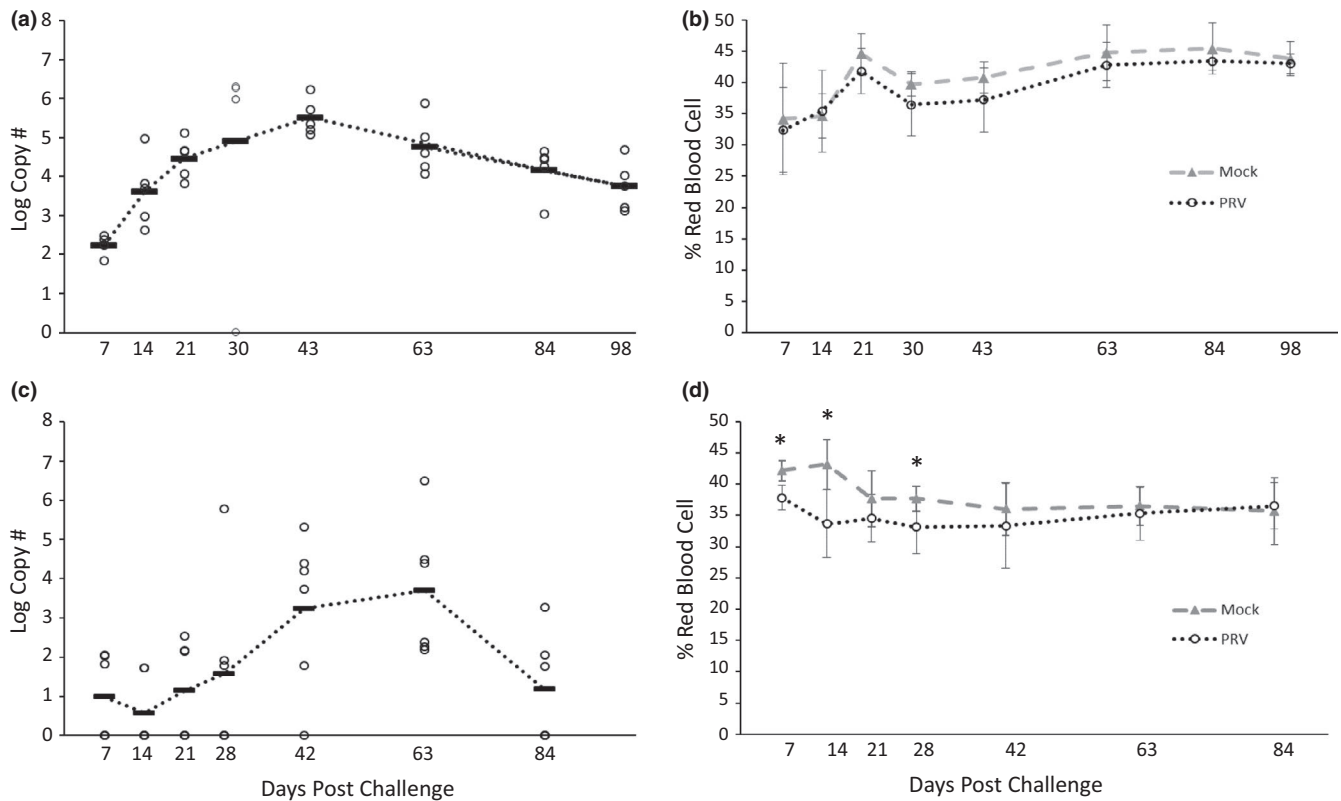 (a)
Log Copy #
8
7
6
5
4
3
2
1
0
7 14 21 30 43 63 84 98
(b)
% Red Blood Cell
50
45
40
35
30
25
20
15
10
5
0
Mock
PRV
7 14 21 30 43 63 84 98
(c)
Log Copy #
8
7
6
5
4
3
2
1
0
7 14 21 28 42 63 84
Days Post Challenge
(d)
% Red Blood Cell
50
45
40
35
30
25
20
15
10
5
0
* * *
Mock
PRV
7 14 21 28 42 63 84
Days Post Challenge